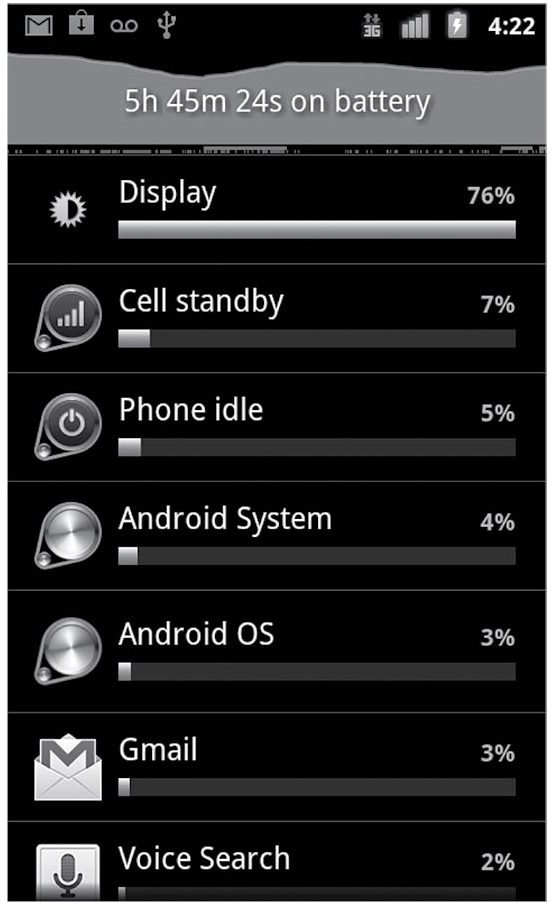 3G 4:22
5h 45m 24s on battery
Display 76%
Cell standby 7%
Phone idle 5%
Android System 4%
Android OS 3%
Gmail 3%
Voice Search 2%